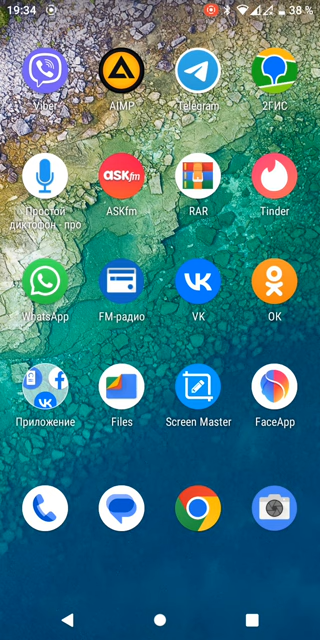 19:34
38 %
Viber
AIMP
Telegram
2ГИС
ASKfm
Простой
диктофон - про
ASKfm
RAR
Tinder
WhatsApp
FM-радио
VK
OK
Приложение
Files
Screen Master
FaceApp